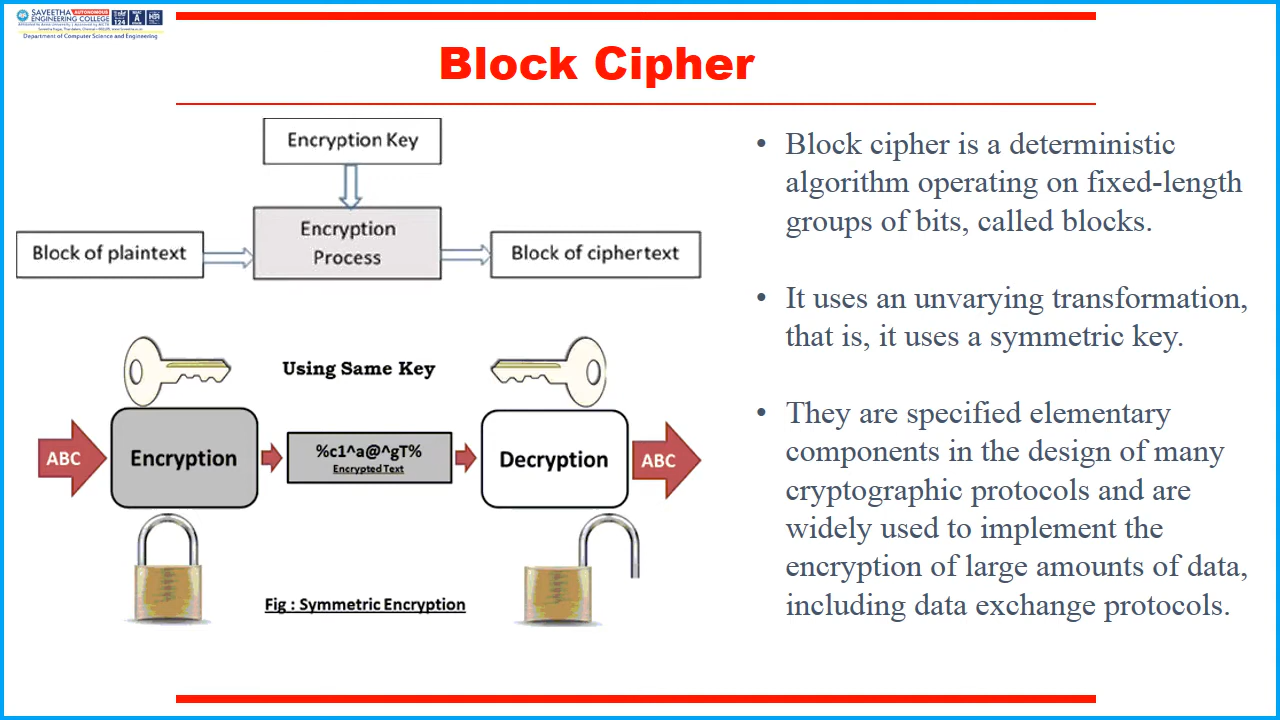 SAVEETHA AUTONOMOUS
ENGINEERING COLLEGE
Department of Computer Science and Engineering
Block Cipher
Encryption Key
Block of plaintext
Encryption
Process
Block of ciphertext
Using Same Key
ABC
Encryption
%c1^a@^gT%
Encrypted Text
Decryption
ABC
Fig : Symmetric Encryption
• Block cipher is a deterministic
algorithm operating on fixed-length
groups of bits, called blocks.
• It uses an unvarying transformation,
that is, it uses a symmetric key.
• They are specified elementary
components in the design of many
cryptographic protocols and are
widely used to implement the
encryption of large amounts of data,
including data exchange protocols.